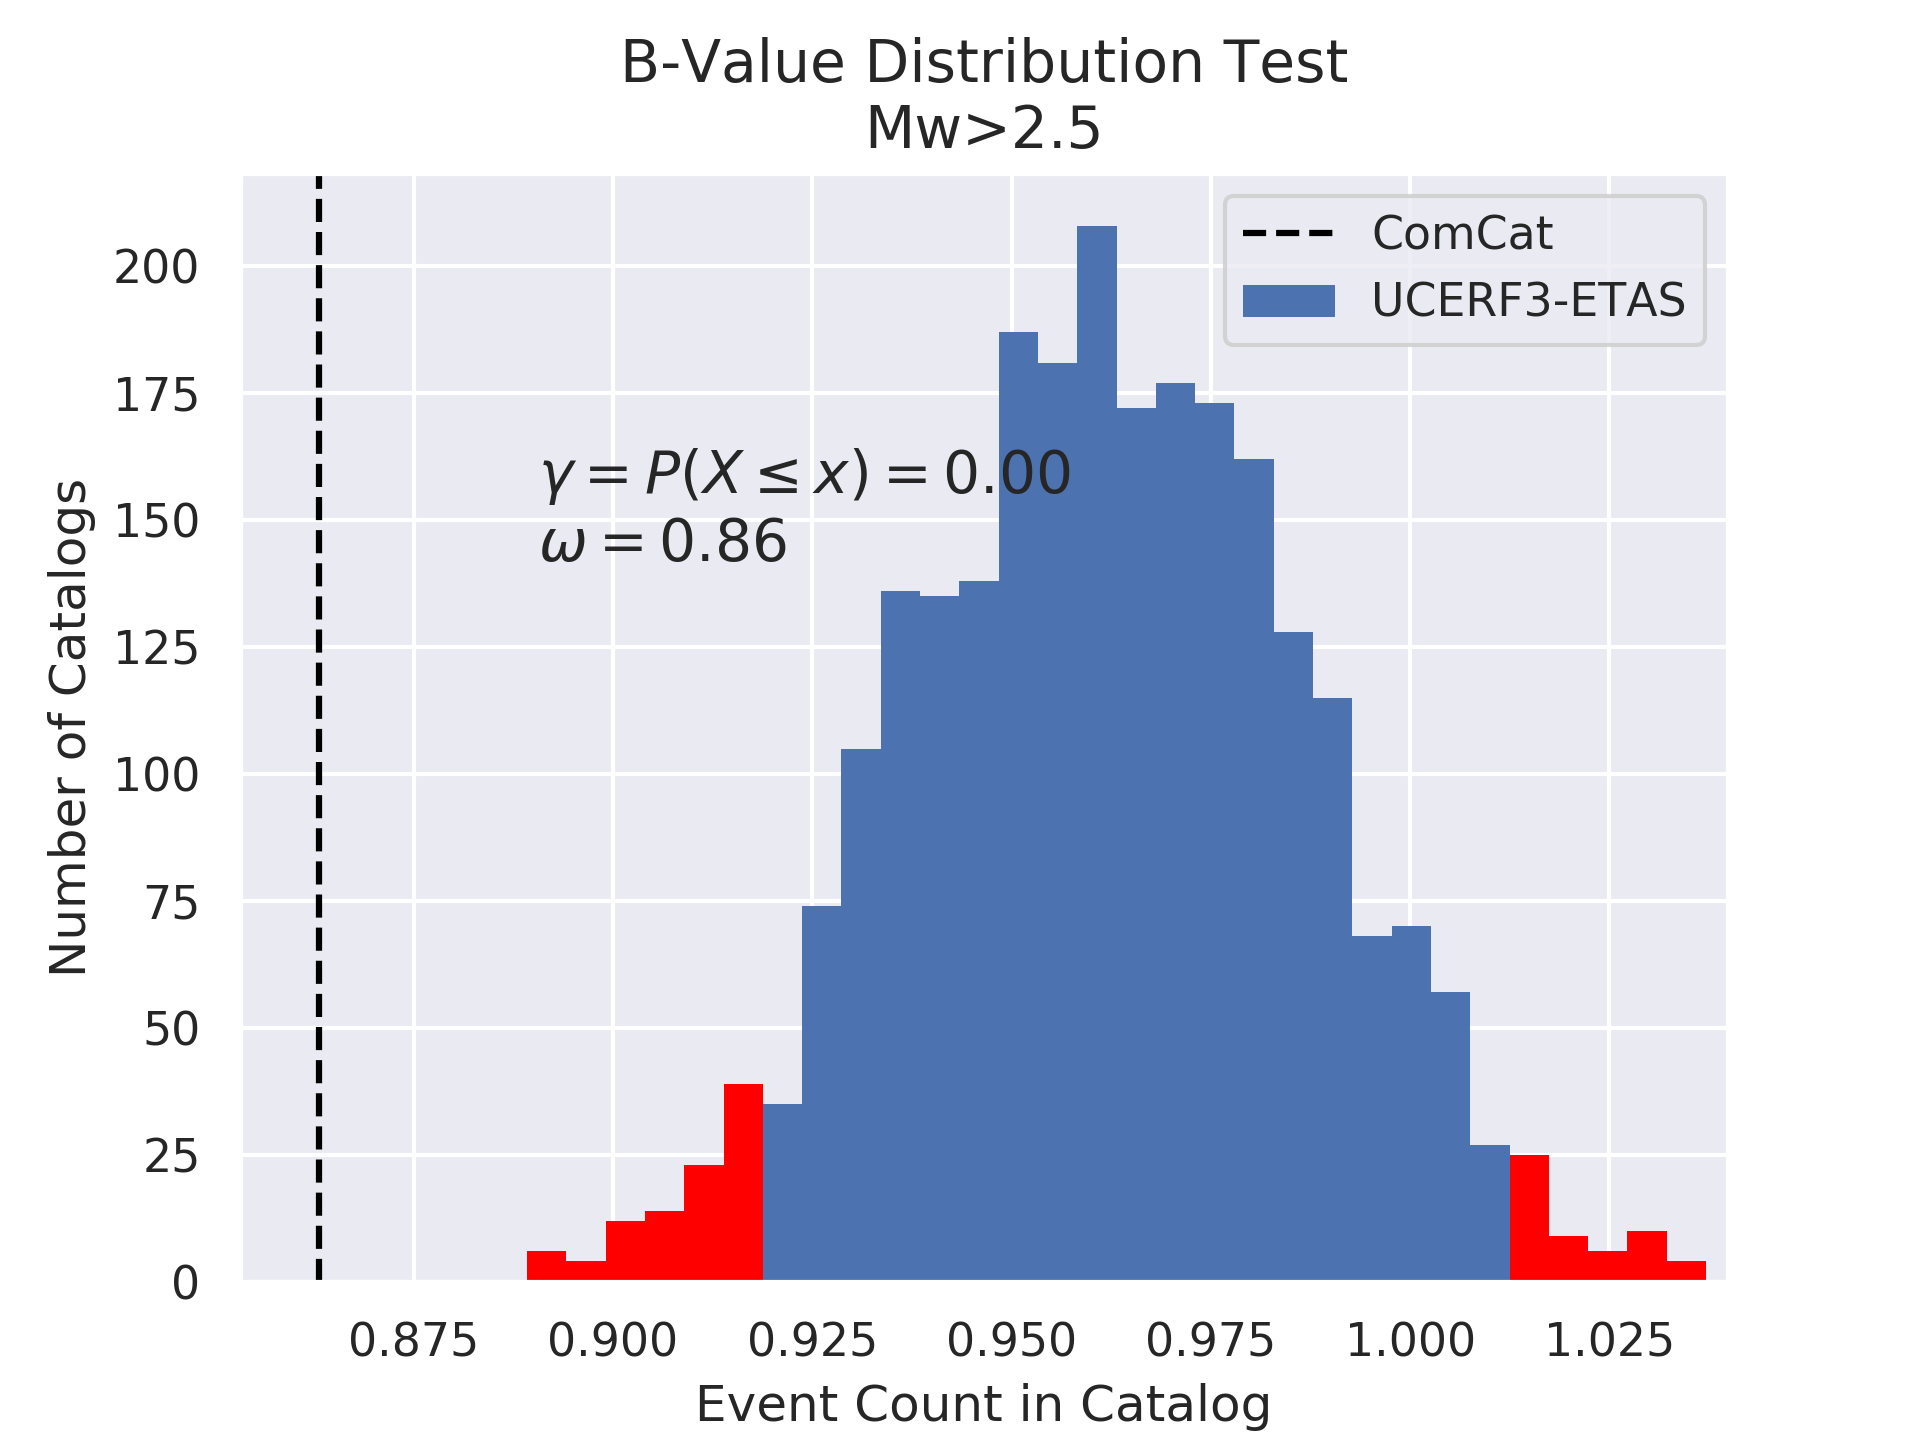 B-Value Distribution Test
Mw>2.5
ComCat
UCERF3-ETAS
γ = P(X ≤ x) = 0.00
ω = 0.86
Number of Catalogs
200
175
150
125
100
75
50
25
0
0.875 0.900 0.925 0.950 0.975 1.000 1.025
Event Count in Catalog